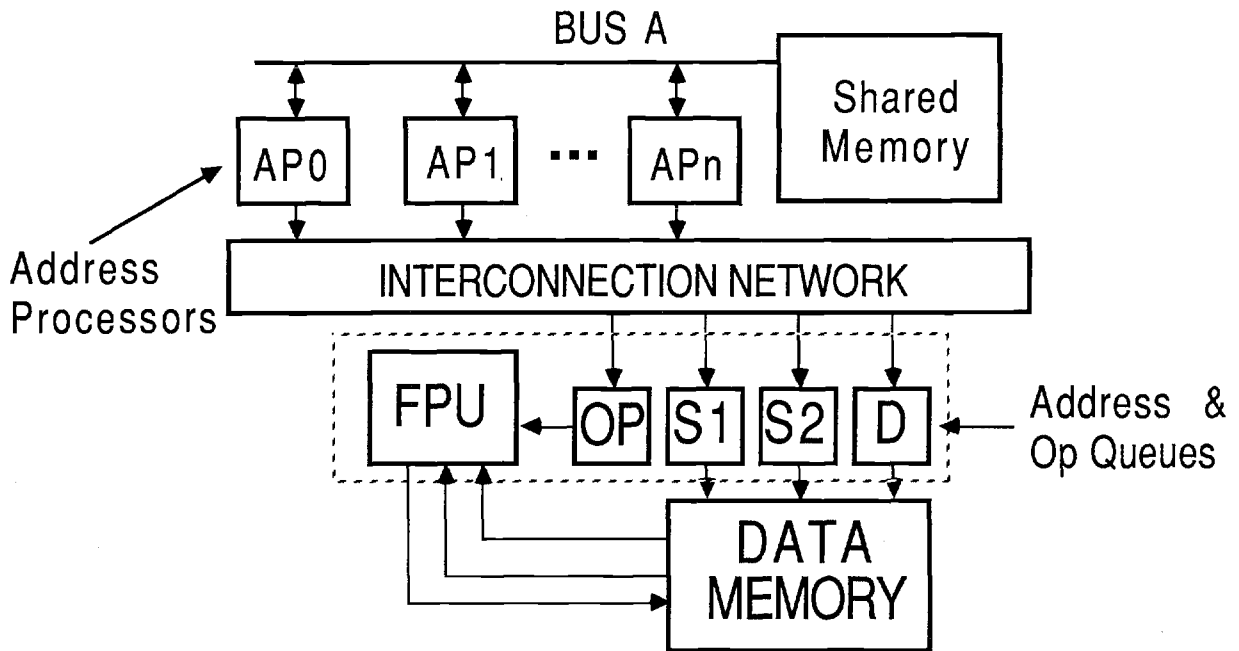 BUS A
Shared
Memory
AP0
AP1
APn
Address
Processors
INTERCONNECTION NETWORK
FPU
OP
S1
S2
D
Address &
Op Queues
DATA
MEMORY